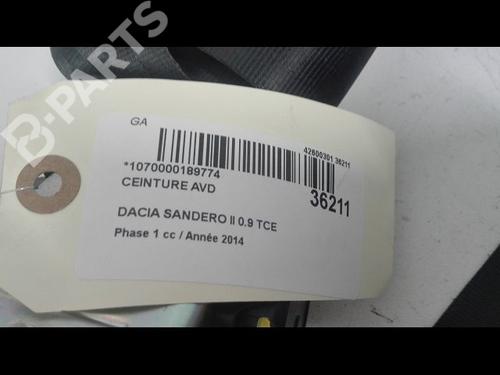 B-PARTS
GA
42600301 36211
*1070000189774
36211
CEINTURE AVD
DACIA SANDERO II 0.9 TCE
Phase 1 cc / Année 2014